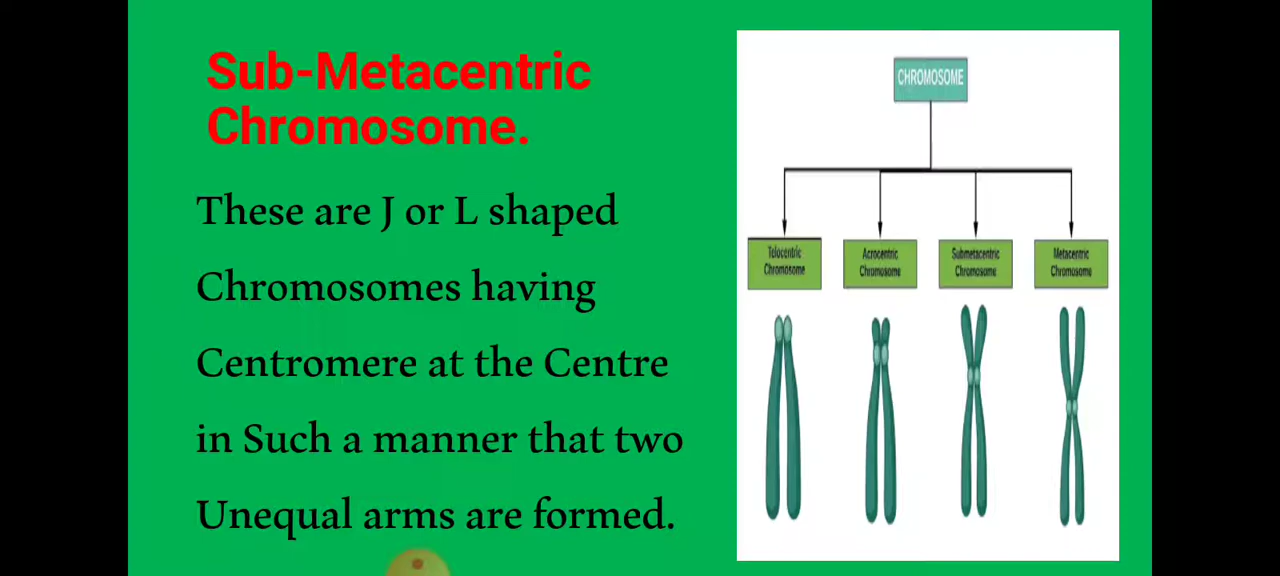 Sub-Metacentric
Chromosome.
These are J or L shaped
Chromosomes having
Centromere at the Centre
in Such a manner that two
Unequal arms are formed.
CHROMOSOME
Telocentric
Chromosome
Acrocentric
Chromosome
Submetacentric
Chromosome
Metacentric
Chromosome